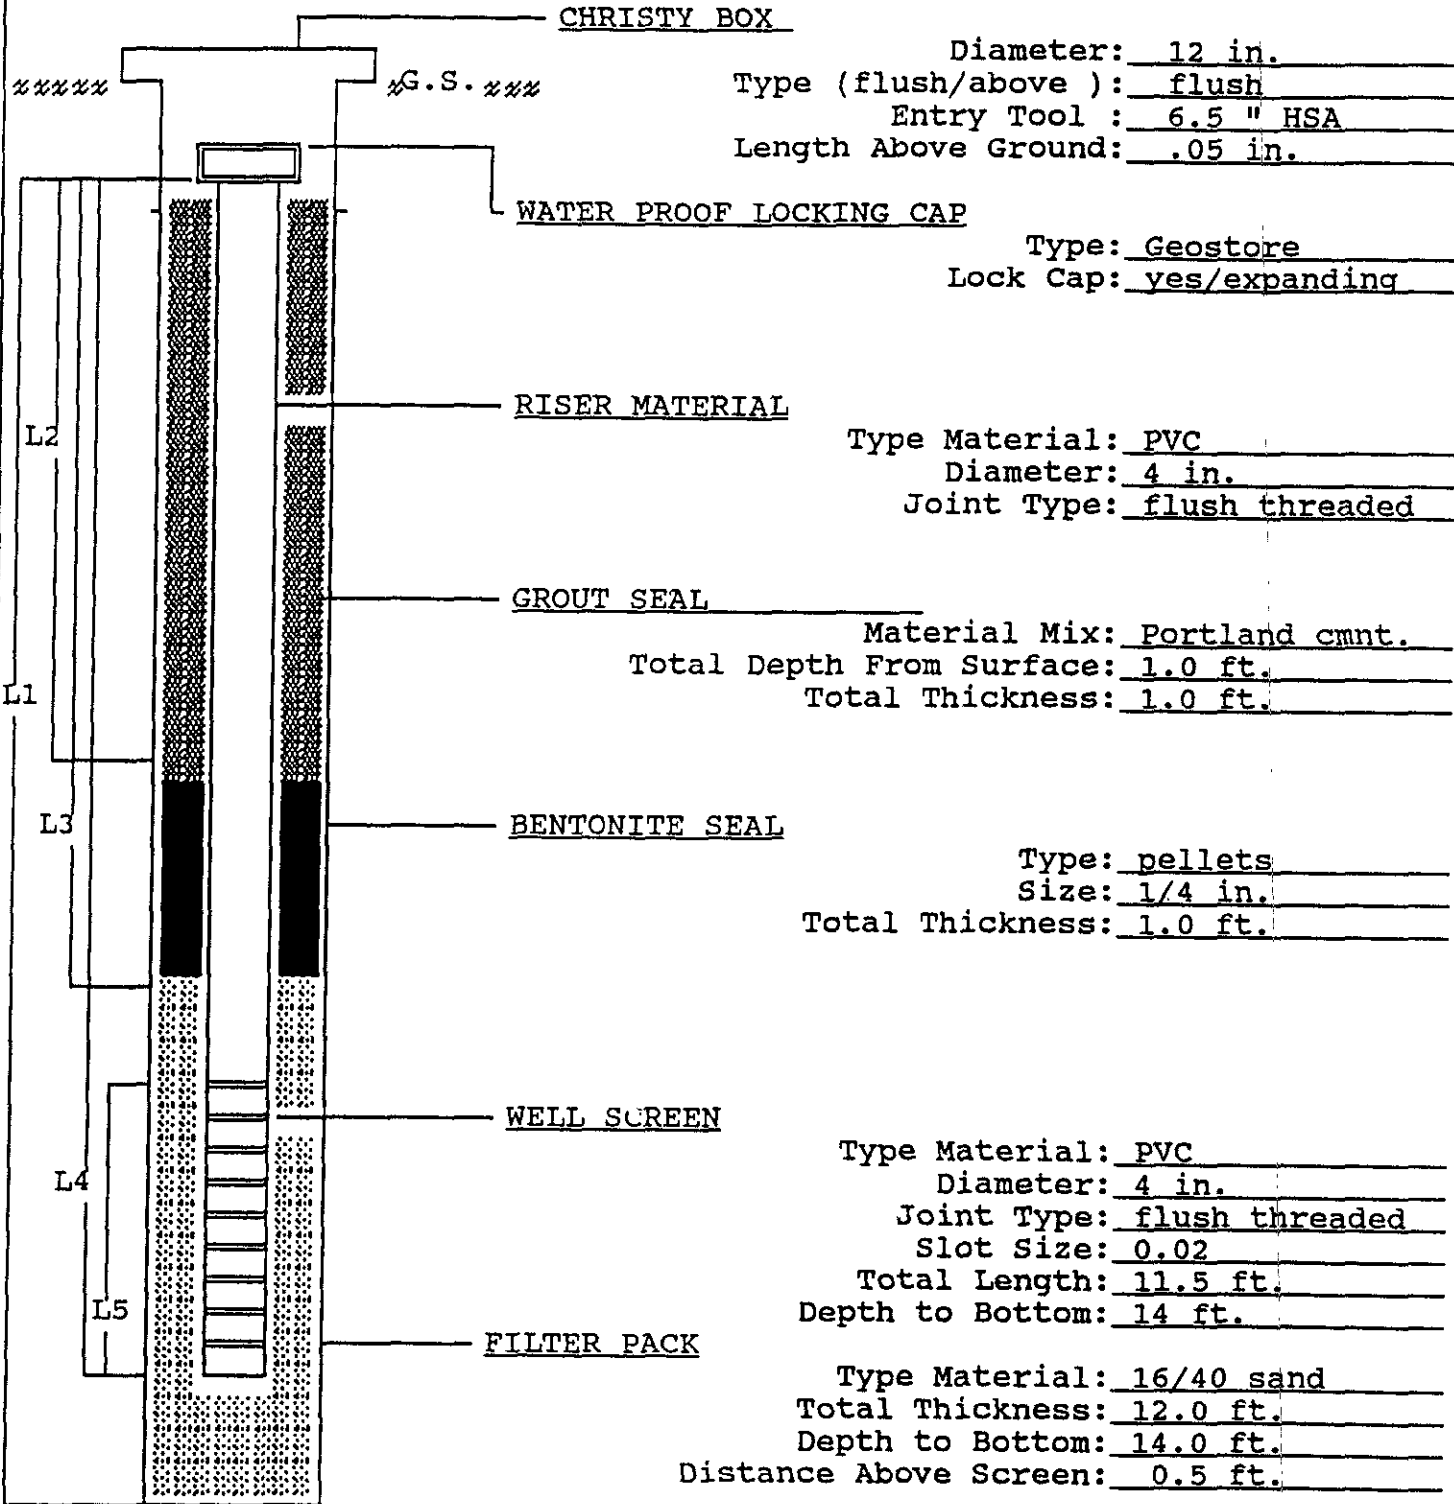 CHRISTY BOX
Diameter: 12 in.
G.S.
Type (flush/above ): flush
Entry Tool : 6.5 " HSA
Length Above Ground: .05 in.
WATER PROOF LOCKING CAP
Type: Geostore
Lock Cap: yes/expanding
RISER MATERIAL
L2
Type Material: PVC
Diameter: 4 in.
Joint Type: flush threaded
GROUT SEAL
Material Mix: Portland cmnt.
Total Depth From Surface: 1.0 ft.
L1
Total Thickness: 1.0 ft.
L3
BENTONITE SEAL
Type: pellets
Size: 1/4 in.
Total Thickness: 1.0 ft.
WELL SCREEN
Type Material: PVC
L4
Diameter: 4 in.
Joint Type: flush threaded
Slot Size: 0.02
Total Length: 11.5 ft.
L5
Depth to Bottom: 14 ft.
FILTER PACK
Type Material: 16/40 sand
Total Thickness: 12.0 ft.
Depth to Bottom: 14.0 ft.
Distance Above Screen: 0.5 ft.